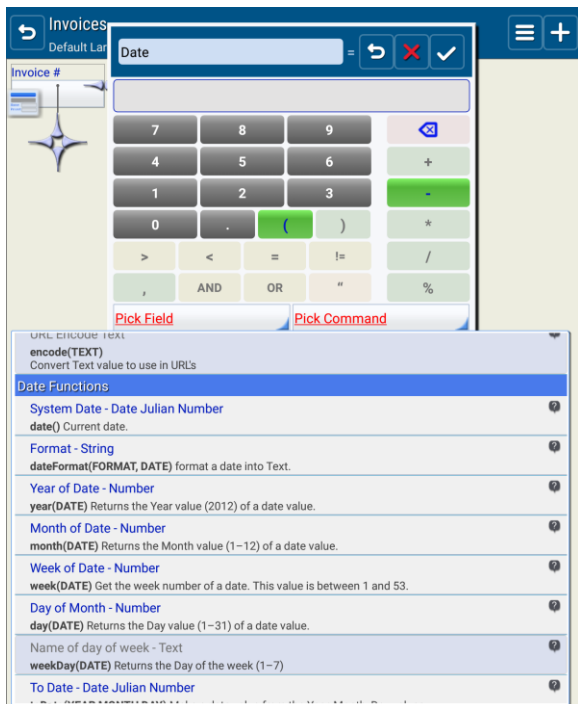 Invoices
Default Lar
Date
=
Invoice #
7 8 9
4 5 6 +
1 2 3 -
0 . ( ) *
> < = != /
, AND OR " %
Pick Field Pick Command
URL Encode Text
encode(TEXT)
Convert Text value to use in URL's
Date Functions
System Date - Date Julian Number
date() Current date.
Format - String
dateFormat(FORMAT, DATE) format a date into Text.
Year of Date - Number
year(DATE) Returns the Year value (2012) of a date value.
Month of Date - Number
month(DATE) Returns the Month value (1–12) of a date value.
Week of Date - Number
week(DATE) Get the week number of a date. This value is between 1 and 53.
Day of Month - Number
day(DATE) Returns the Day value (1–31) of a date value.
Name of day of week - Text
weekDay(DATE) Returns the Day of the week (1–7)
To Date - Date Julian Number